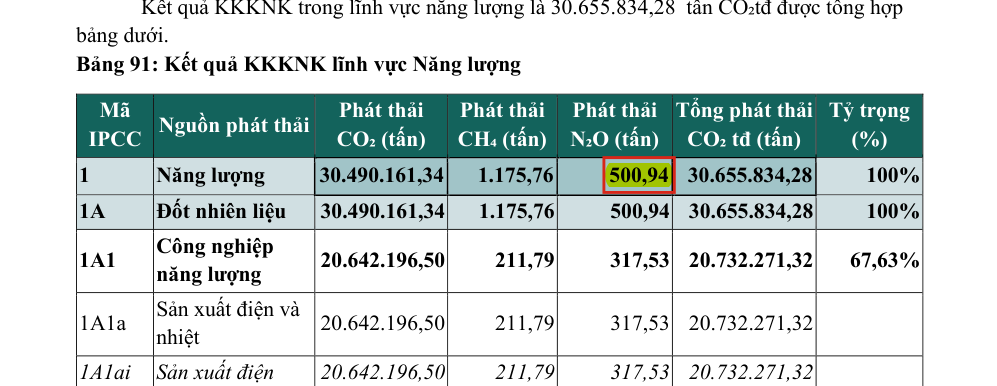 Kết quả KKKNK trong lĩnh vực năng lượng là 30.655.834,28 tấn CO₂tđ được tổng hợp
bảng dưới.
Bảng 91: Kết quả KKKNK lĩnh vực Năng lượng
Mã IPCC Nguồn phát thải Phát thải CO₂ (tấn) Phát thải CH₄ (tấn) Phát thải N₂O (tấn) Tổng phát thải CO₂ tđ (tấn) Tỷ trọng (%)
1 Năng lượng 30.490.161,34 1.175,76 500,94 30.655.834,28 100%
1A Đốt nhiên liệu 30.490.161,34 1.175,76 500,94 30.655.834,28 100%
1A1 Công nghiệp năng lượng 20.642.196,50 211,79 317,53 20.732.271,32 67,63%
1A1a Sản xuất điện và nhiệt 20.642.196,50 211,79 317,53 20.732.271,32
1A1ai Sản xuất điện 20.642.196,50 211,79 317,53 20.732.271,32